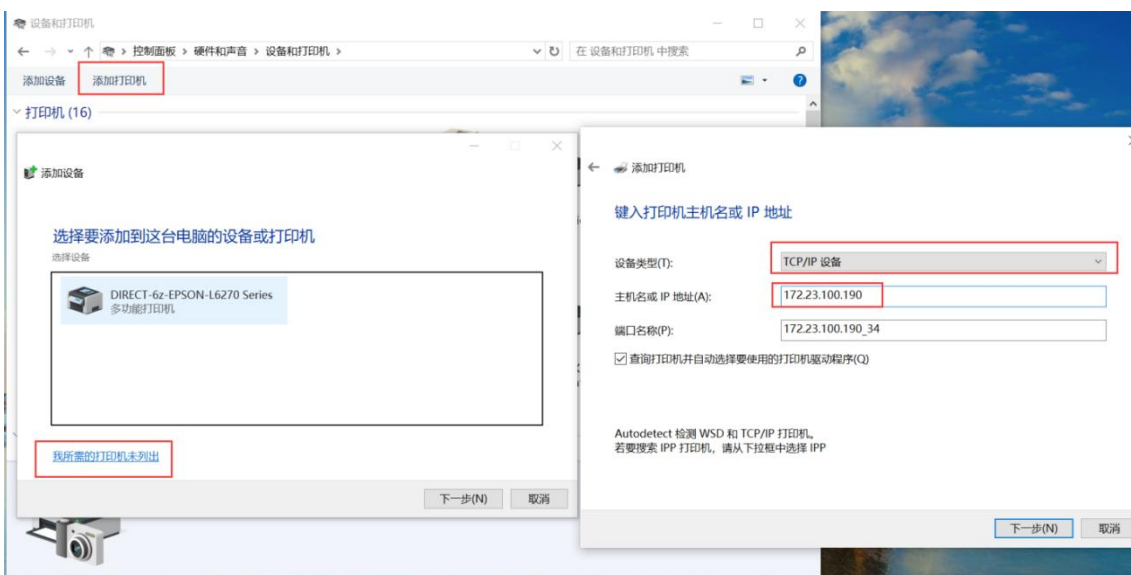 设备和打印机
控制面板 > 硬件和声音 > 设备和打印机 >
在 设备和打印机 中搜索
添加设备 添加打印机
打印机 (16)
添加设备
选择要添加到这台电脑的设备或打印机
选择设备
DIRECT-6z-EPSON-L6270 Series
多功能打印机
我所需的打印机未列出
下一步(N) 取消
添加打印机
键入打印机主机名或 IP 地址
设备类型(T): TCP/IP 设备
主机名或 IP 地址(A): 172.23.100.190
端口名称(P): 172.23.100.190_34
查询打印机并自动选择要使用的打印机驱动程序(Q)
Autodetect 检测 WSD 和 TCP/IP 打印机。
若要搜索 IPP 打印机，请从下拉框中选择 IPP
下一步(N) 取消